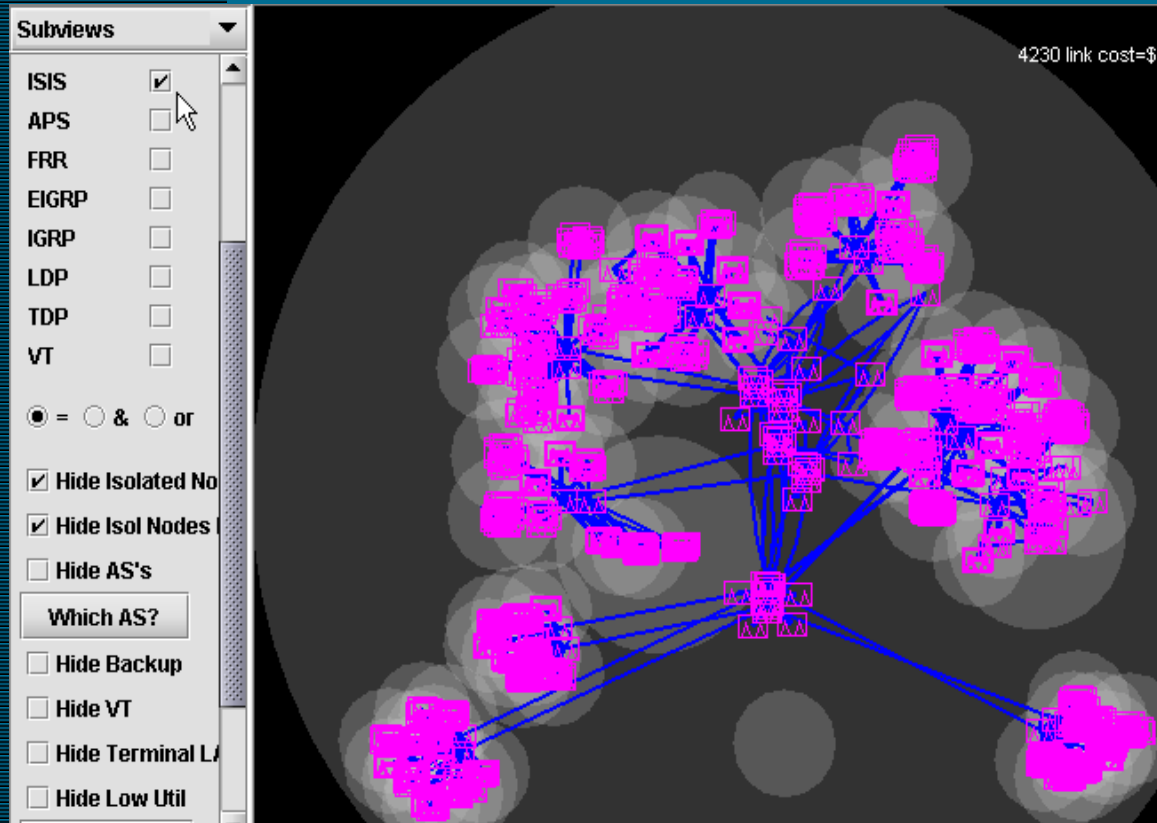 Subviews
ISIS
APS
FRR
EIGRP
IGRP
LDP
TDP
VT
= & or
Hide Isolated No
Hide Isol Nodes
Hide AS's
Which AS?
Hide Backup
Hide VT
Hide Terminal
Hide Low Util
4230 link cost=$